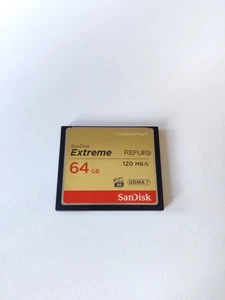 CompactFlash
SanDisk
Extreme REFURB
120 MB/s
64 GB
UDMA 7
SanDisk